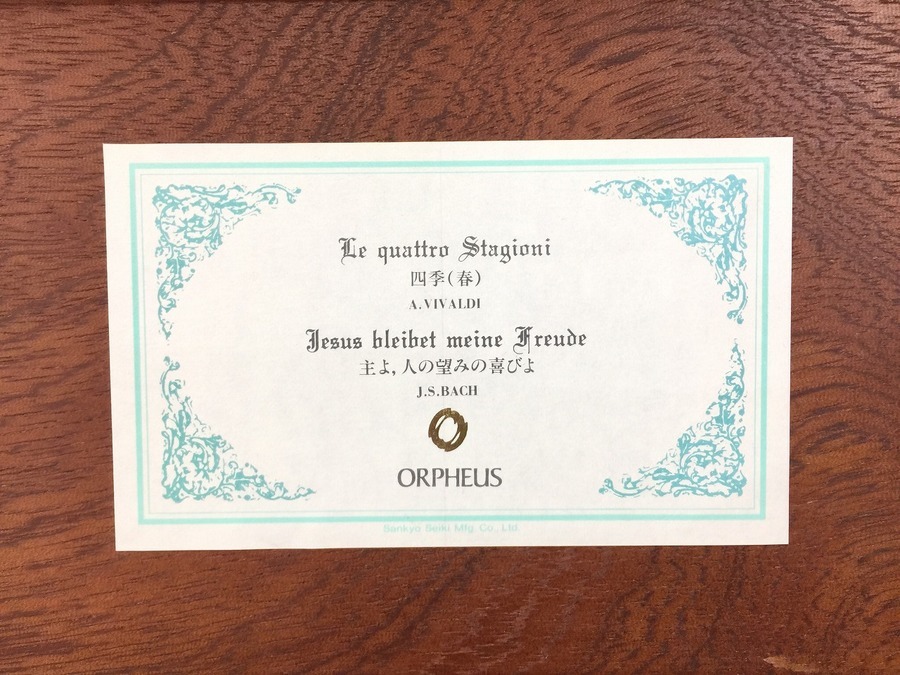 Le quattro Stagioni
四季(春)
A.VIVALDI
Jesus bleibet meine Freude
主よ,人の望みの喜びよ
J.S.BACH
ORPHEUS
Sankyo Seiki Mfg. Co., Ltd.